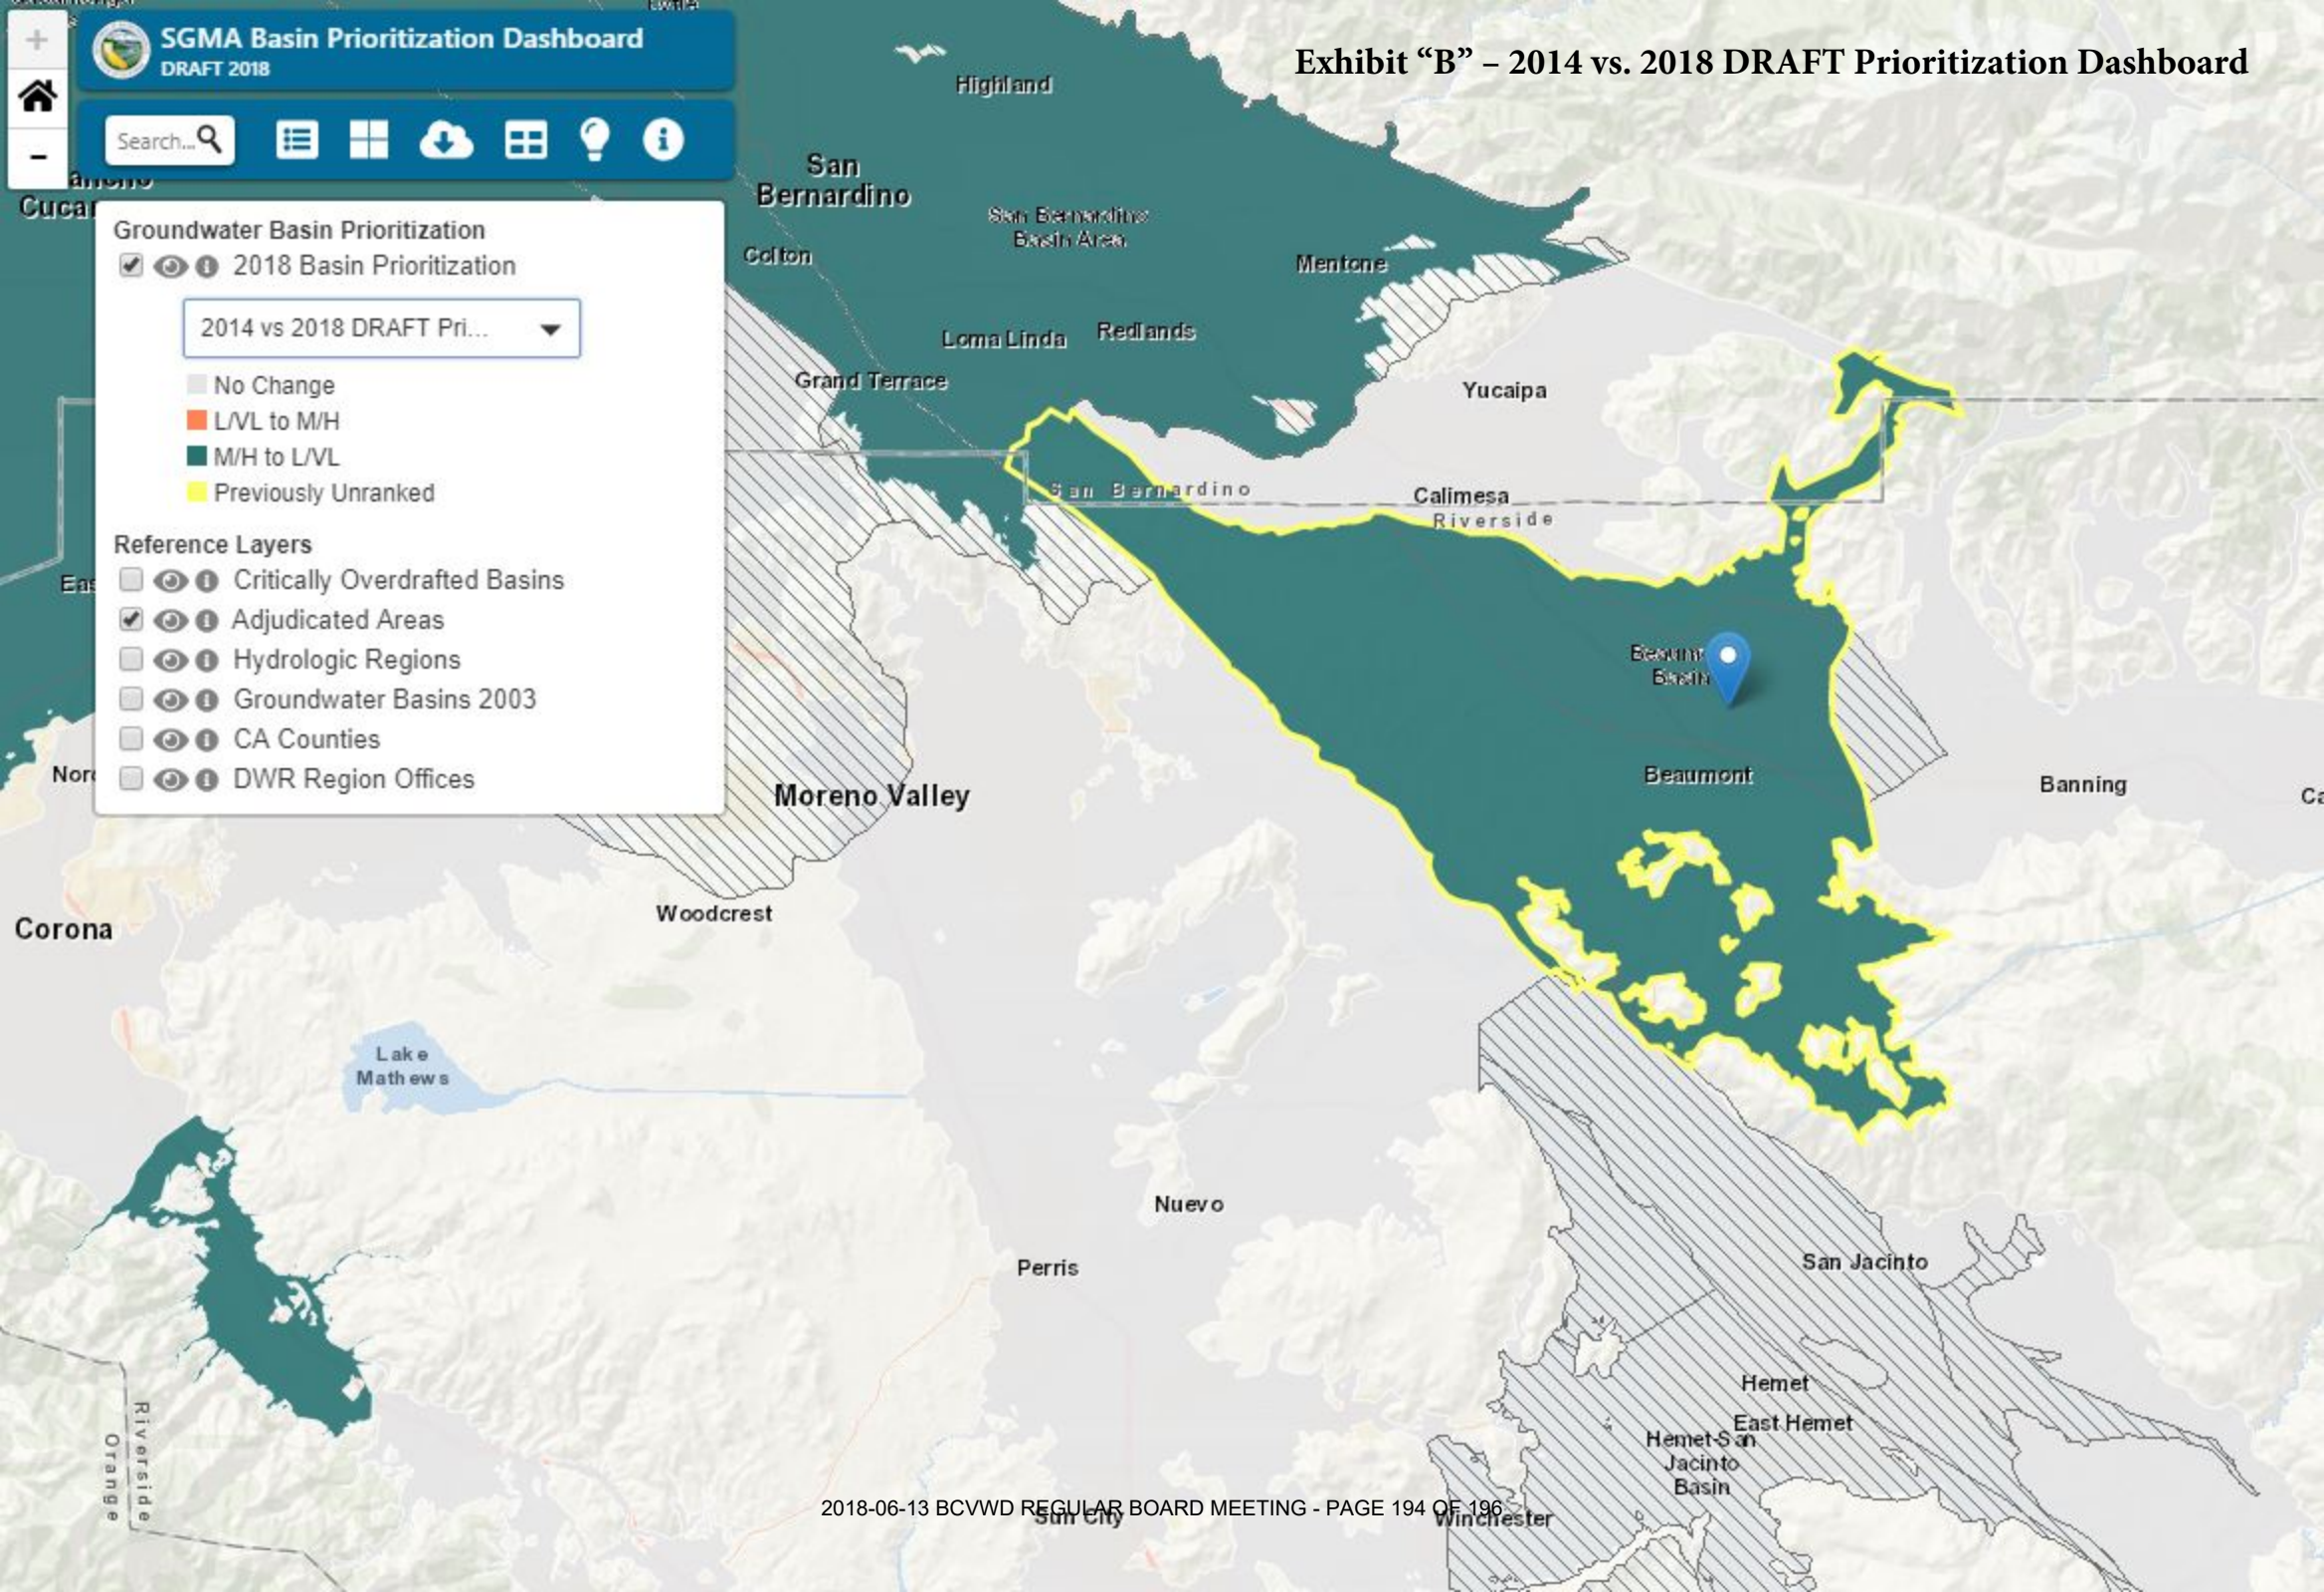 SGMA Basin Prioritization Dashboard
DRAFT 2018
Exhibit “B” – 2014 vs. 2018 DRAFT Prioritization Dashboard
Search...
Groundwater Basin Prioritization
2018 Basin Prioritization
2014 vs 2018 DRAFT Pri...
No Change
L/VL to M/H
M/H to L/VL
Previously Unranked
Reference Layers
Critically Overdrafted Basins
Adjudicated Areas
Hydrologic Regions
Groundwater Basins 2003
CA Counties
DWR Region Offices
Highland
San
Bernardino
San Bernardino
Basin Area
Colton
Mentone
Loma Linda
Redlands
Grand Terrace
Yucaipa
San Bernardino
Calimesa
Riverside
Basin
Beaumont
Banning
Moreno Valley
Woodcrest
Corona
Lake
Mathews
Nuevo
Perris
San Jacinto
Hemet
East Hemet
Hemet-San
Jacinto
Basin
Riverside
Orange
Sun City
Winchester
2018-06-13 BCVWD REGULAR BOARD MEETING - PAGE 194 OF 196